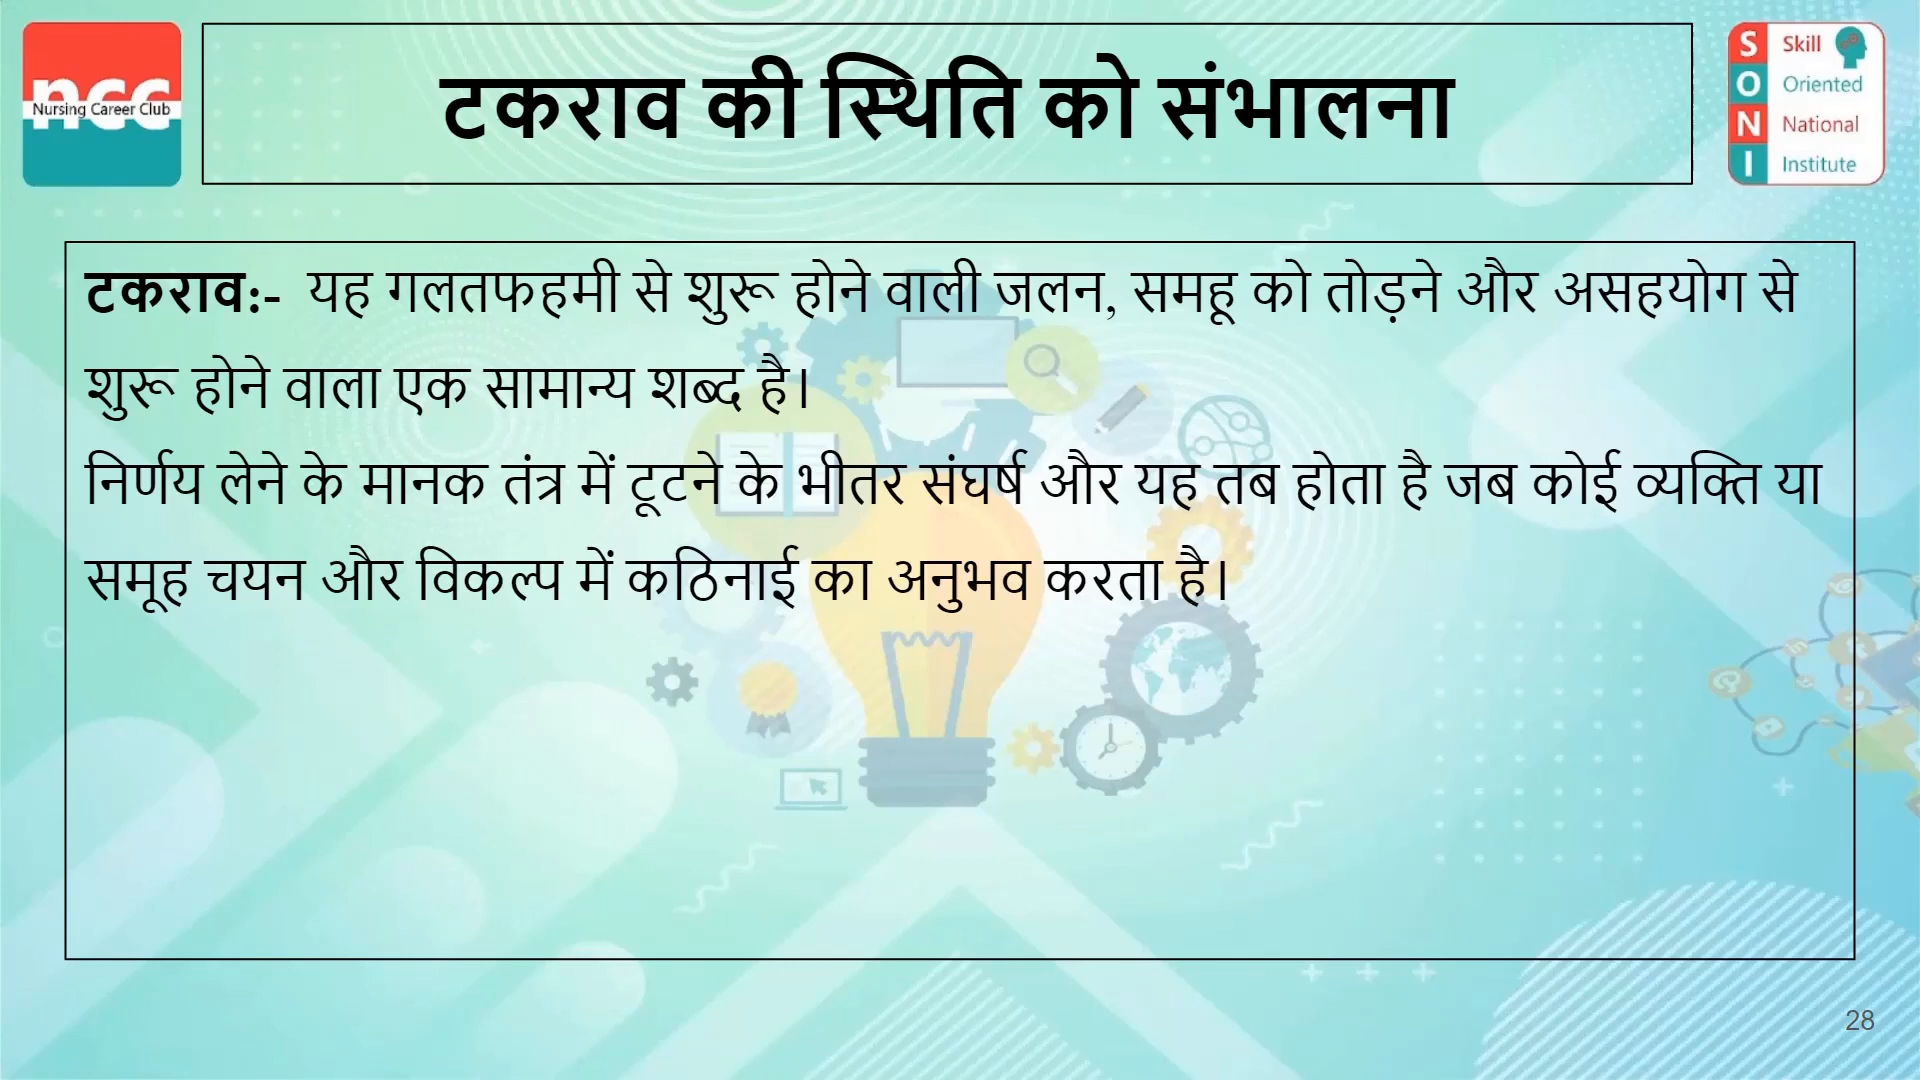 ncc
Nursing Career Club
टकराव की स्थिति को संभालना
S Skill
O Oriented
N National
I Institute
टकराव:- यह गलतफहमी से शुरू होने वाली जलन, समहू को तोड़ने और असहयोग से
शुरू होने वाला एक सामान्य शब्द है।
निर्णय लेने के मानक तंत्र में टूटने के भीतर संघर्ष और यह तब होता है जब कोई व्यक्ति या
समूह चयन और विकल्प में कठिनाई का अनुभव करता है।
28